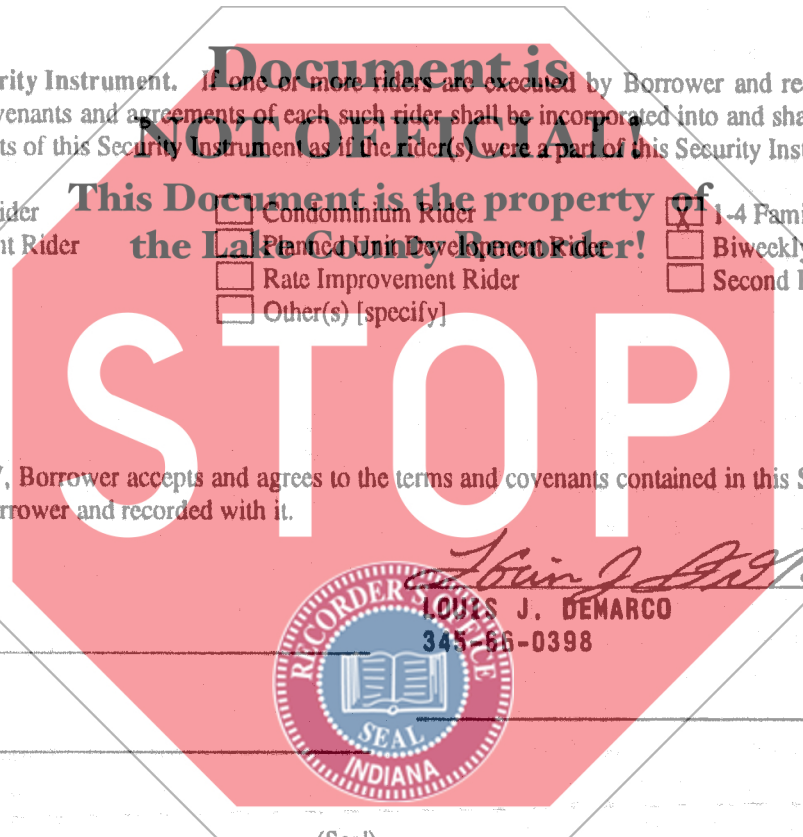 Document is
rity Instrument. If one or more riders are executed by Borrower and re
venants and agreements of each such rider shall be incorporated into and sha
NOT OFFICIAL!
ts of this Security Instrument as if the rider(s) were a part of this Security Inst
This Document is the property of
ider Condominium Rider X 1-4 Fami
the Lake County Recorder!
nt Rider Planned Unit Development Rider Biweekly
Rate Improvement Rider Second
Other(s) [specify]
STOP
, Borrower accepts and agrees to the terms and covenants contained in this S
rrower and recorded with it.
LOUIS J. DEMARCO
RECORDER'S OFFICE
SEAL
INDIANA